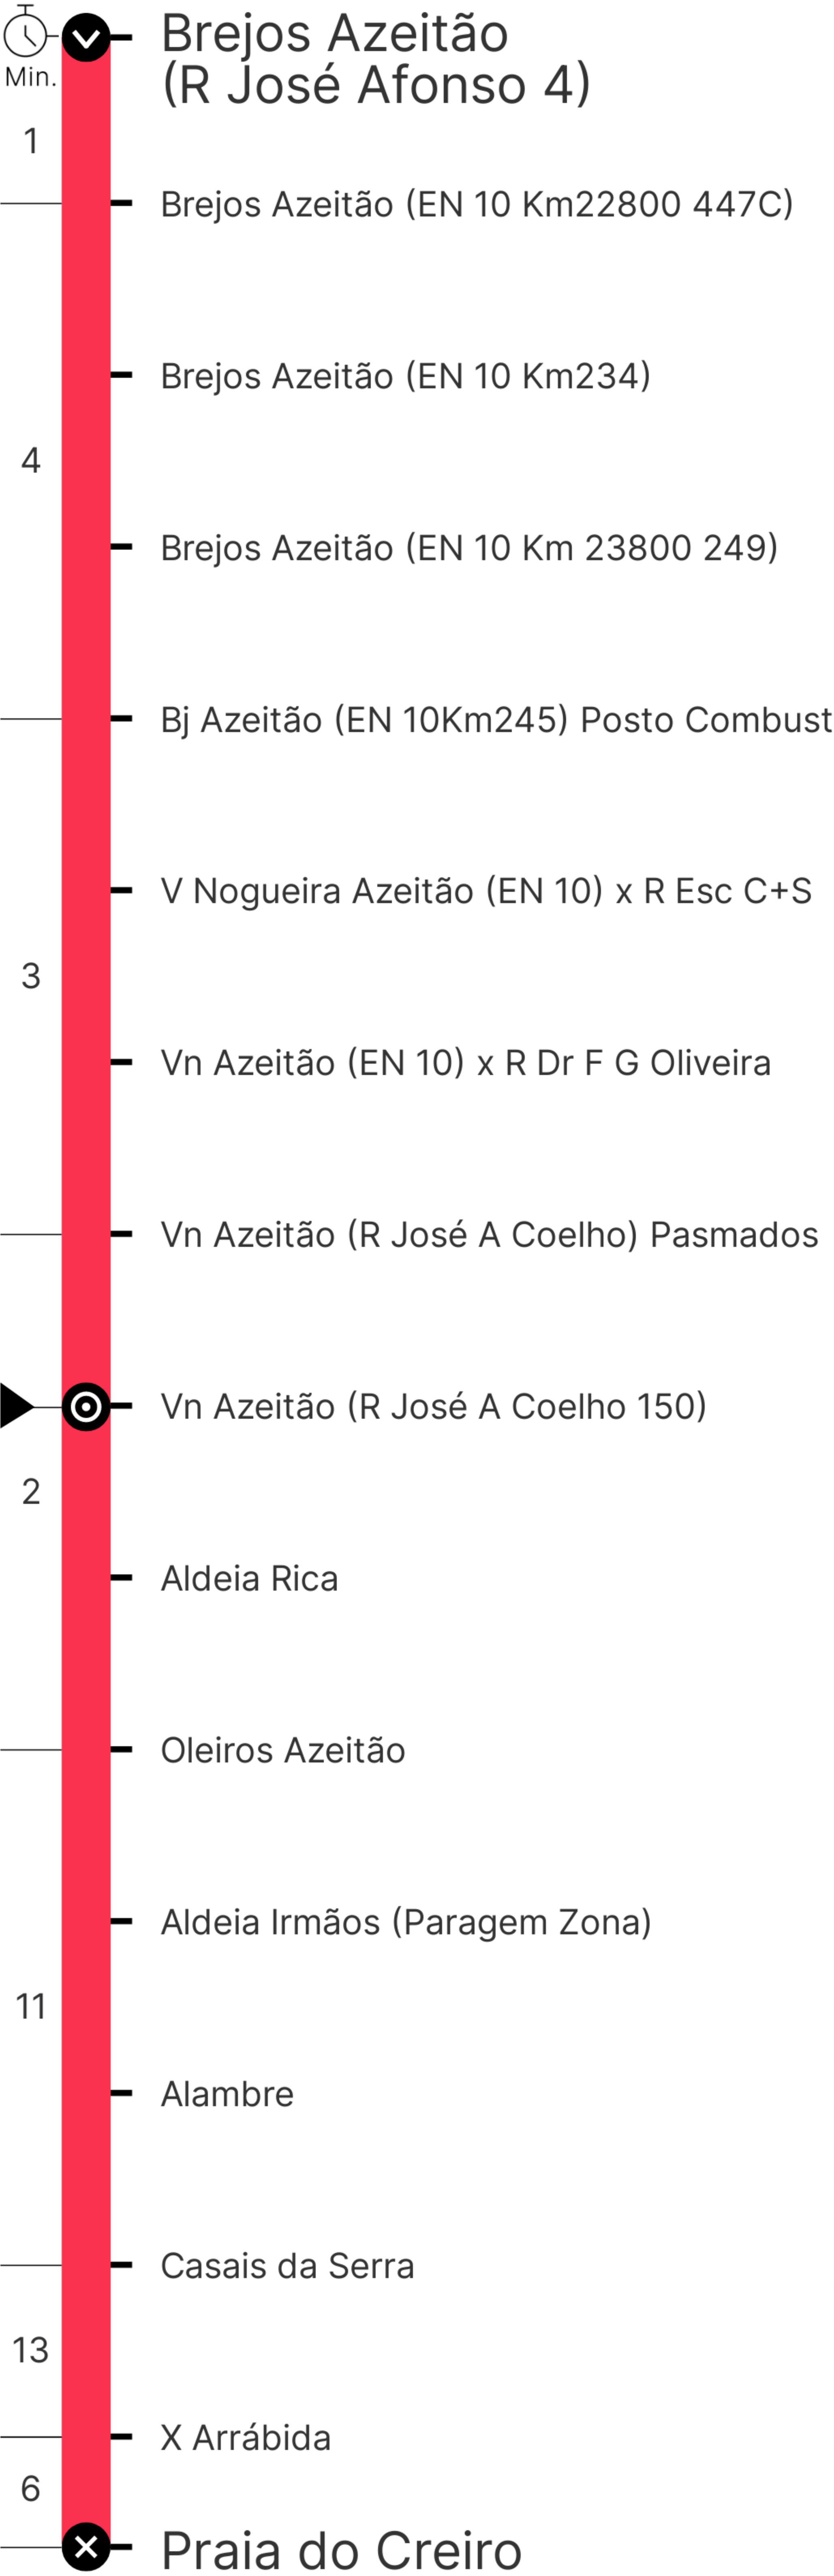 Min.
Brejos Azeitão
(R José Afonso 4)
1
Brejos Azeitão (EN 10 Km22800 447C)
Brejos Azeitão (EN 10 Km234)
4
Brejos Azeitão (EN 10 Km 23800 249)
Bj Azeitão (EN 10Km245) Posto Combust
V Nogueira Azeitão (EN 10) x R Esc C+S
3
Vn Azeitão (EN 10) x R Dr F G Oliveira
Vn Azeitão (R José A Coelho) Pasmados
Vn Azeitão (R José A Coelho 150)
2
Aldeia Rica
Oleiros Azeitão
Aldeia Irmãos (Paragem Zona)
11
Alambre
Casais da Serra
13
X Arrábida
6
Praia do Creiro